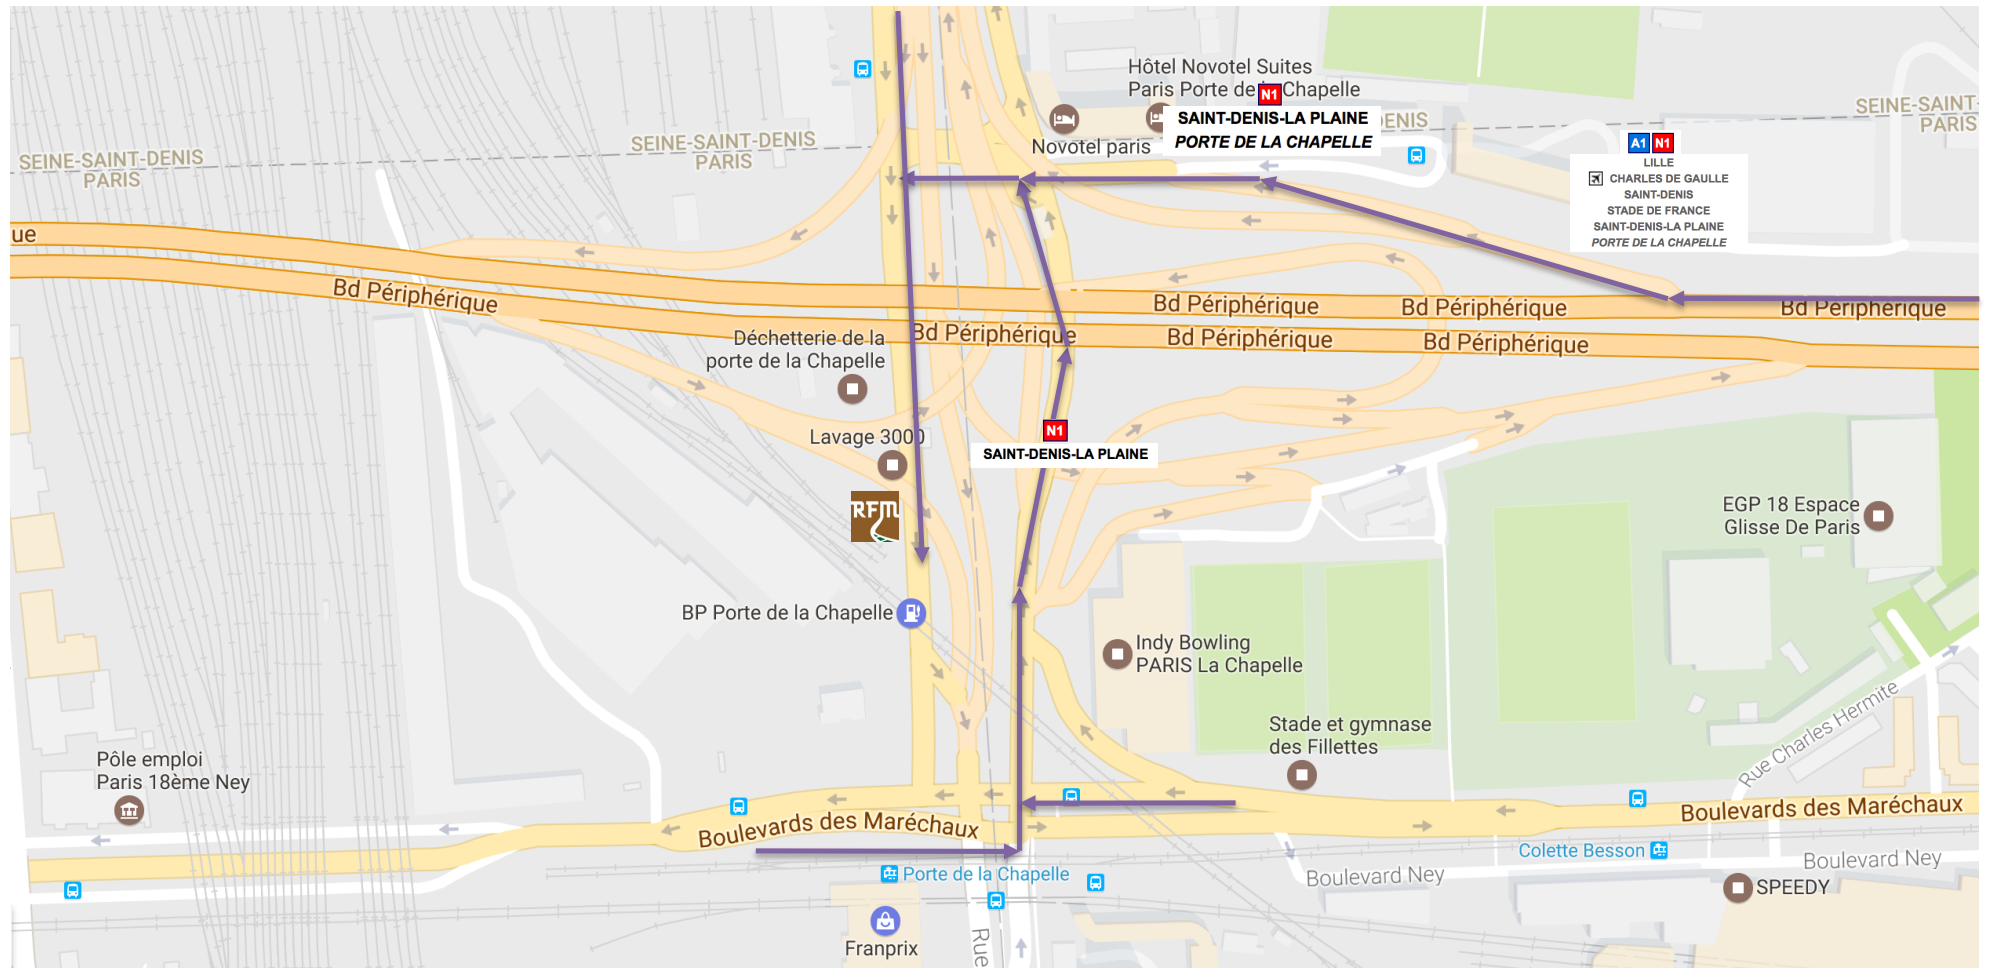 Hôtel Novotel Suites
Paris Porte de
Chapelle
N1
SAINT-DENIS-LA PLAINE
PORTE DE LA CHAPELLE
DENIS
Novotel paris
SEINE-SAINT-DENIS
PARIS
SEINE-SAINT-DENIS
PARIS
SEINE-SAINT-
PARIS
A1 N1
LILLE
CHARLES DE GAULLE
SAINT-DENIS
STADE DE FRANCE
SAINT-DENIS-LA PLAINE
PORTE DE LA CHAPELLE
ue
Bd Périphérique
Bd Périphérique
Bd Périphérique
Bd Périphérique
Bd Périphérique
Bd Périphérique
Bd Périphérique
Déchetterie de la
porte de la Chapelle
Lavage 3000
N1
SAINT-DENIS-LA PLAINE
RFM
EGP 18 Espace
Glisse De Paris
BP Porte de la Chapelle
Indy Bowling
PARIS La Chapelle
Stade et gymnase
des Fillettes
Rue Charles Hermite
Pôle emploi
Paris 18ème Ney
Boulevards des Maréchaux
Boulevards des Maréchaux
Porte de la Chapelle
Colette Besson
Boulevard Ney
Boulevard Ney
SPEEDY
Franprix
Rue